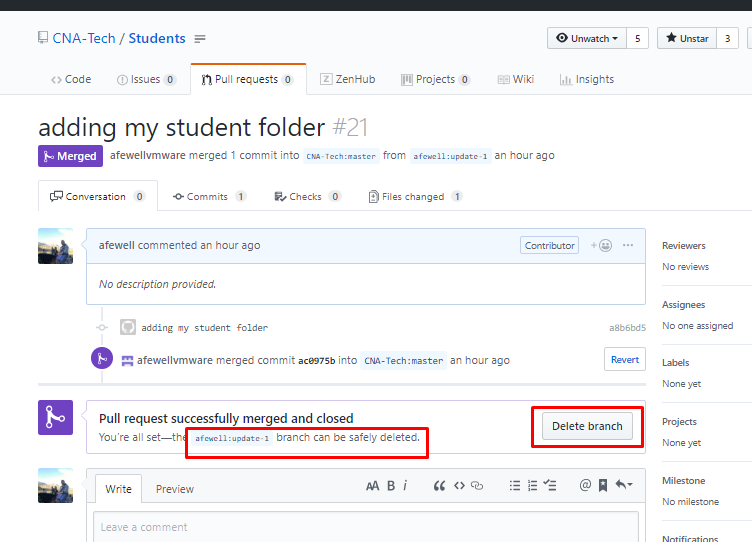 CNA-Tech / Students
Unwatch 5 Unstar 3
Code Issues 0 Pull requests 0 ZenHub Projects 0 Wiki Insights
adding my student folder #21
Merged afewellvmware merged 1 commit into CNA-Tech:master from afewell:update-1 an hour ago
Conversation 0 Commits 1 Checks 0 Files changed 1
afewell commented an hour ago Contributor
No description provided.
adding my student folder a8b6bd5
afewellvmware merged commit ac0975b into CNA-Tech:master an hour ago Revert
Pull request successfully merged and closed
You're all set—the afewell:update-1 branch can be safely deleted.
Delete branch
Write Preview AA B i
Leave a comment
Reviewers
No reviews
Assignees
No one assigned
Labels
None yet
Projects
None yet
Milestone
No milestone
Notifications